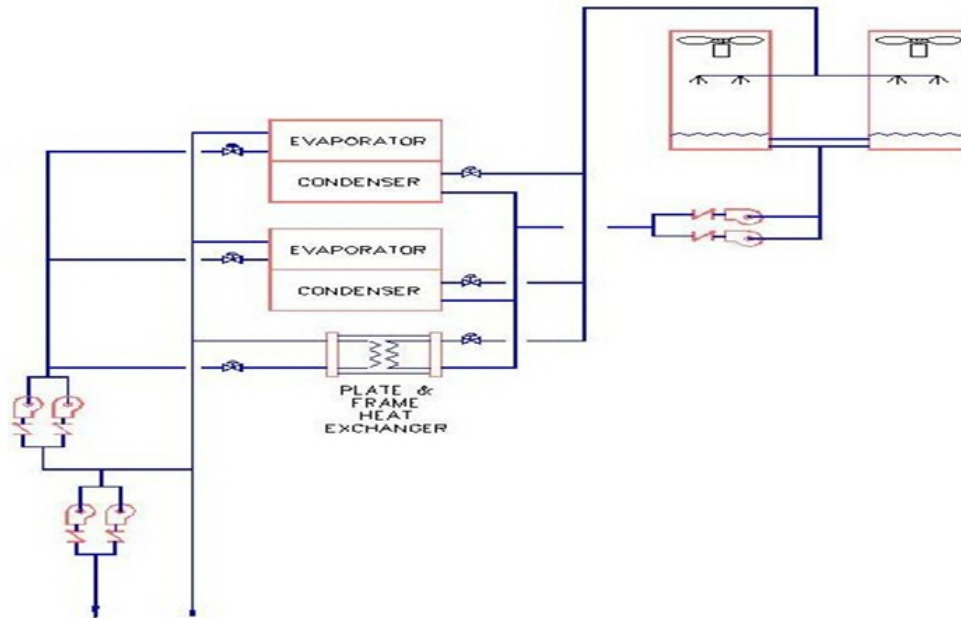 EVAPORATOR
CONDENSER
EVAPORATOR
CONDENSER
PLATE &
FRAME
HEAT
EXCHANGER